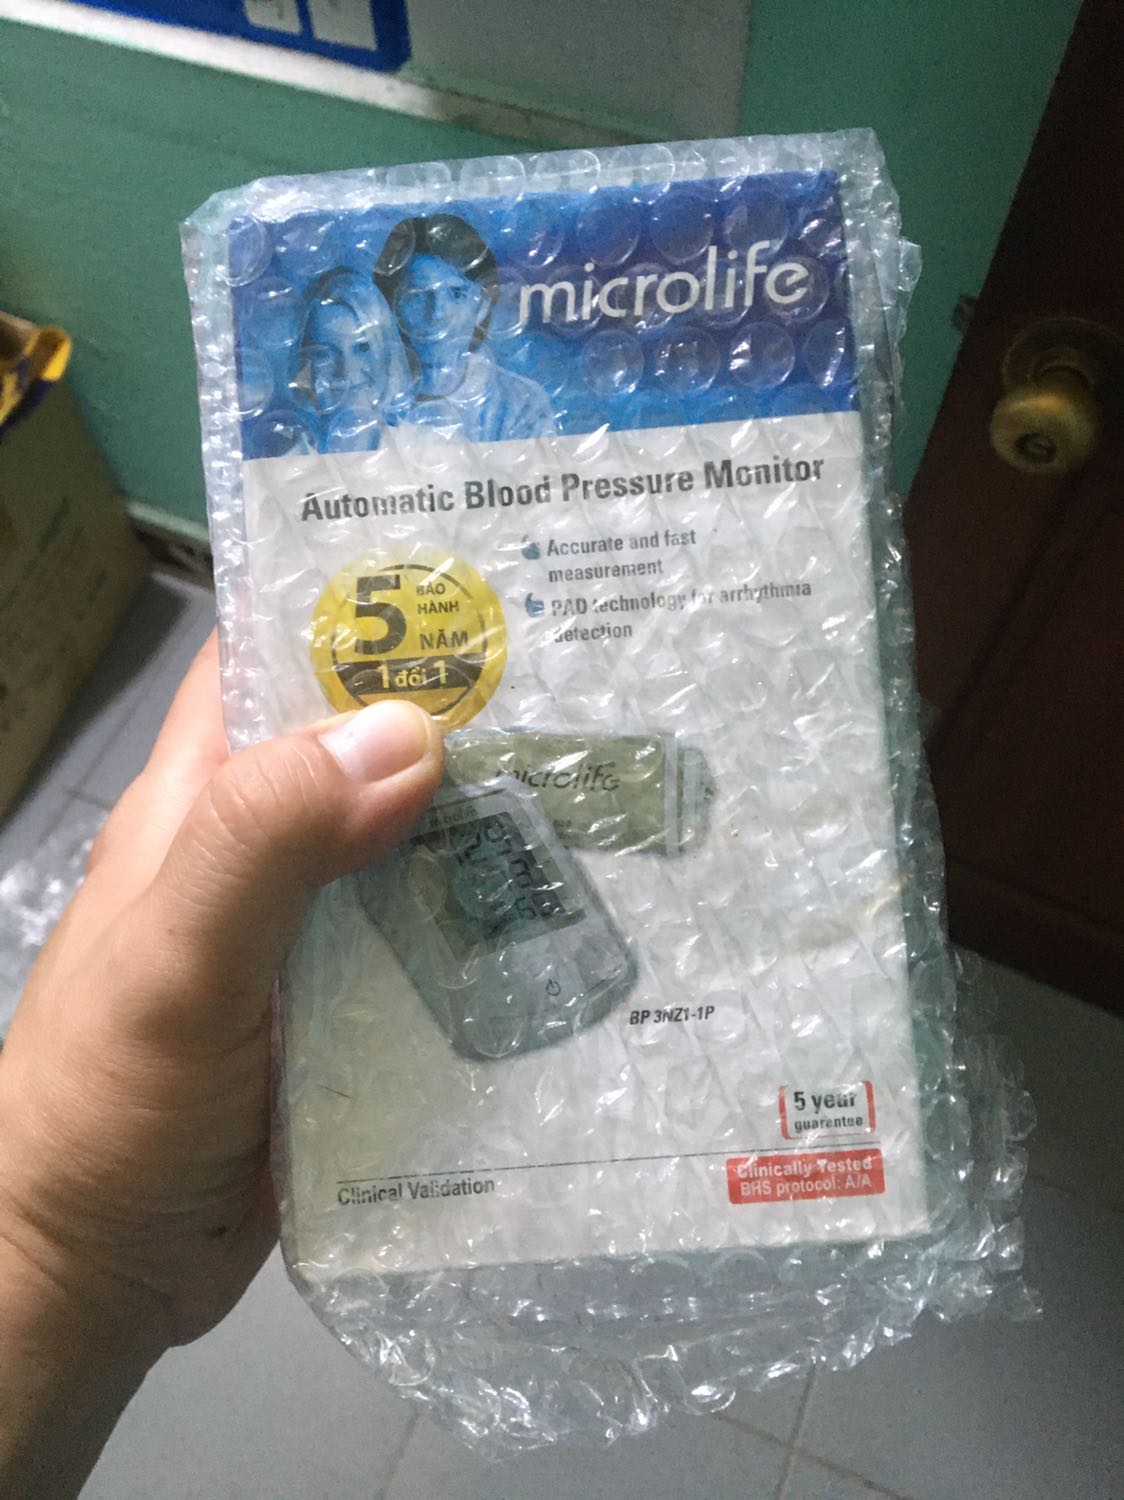 microlife
Automatic Blood Pressure Monitor
Accurate and fast
measurement
PAD technology for arrhythmia
detection
5 BẢO
HÀNH
NĂM
1 đổi 1
microlife
BP 3NZ1-1P
5 year
guarantee
Clinical Validation
Clinically Tested
BHS protocol: A/A